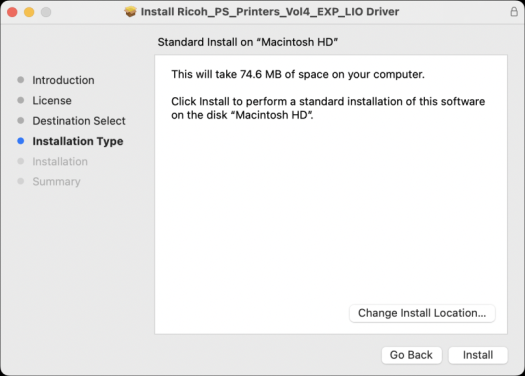 Install Ricoh_PS_Printers_Vol4_EXP_LIO Driver
Standard Install on “Macintosh HD”
Introduction
License
Destination Select
Installation Type
Installation
Summary
This will take 74.6 MB of space on your computer.
Click Install to perform a standard installation of this software
on the disk “Macintosh HD”.
Change Install Location...
Go Back
Install